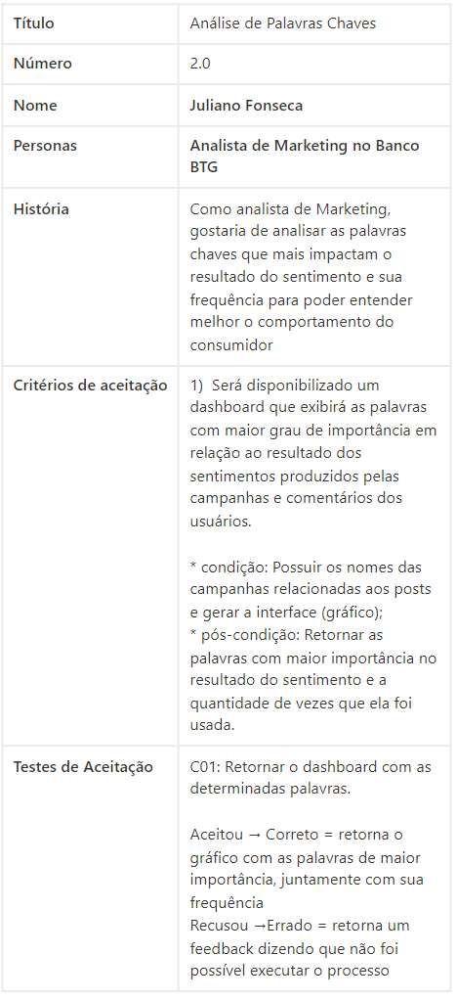 Título
Análise de Palavras Chaves
Número
2.0
Nome
Juliano Fonseca
Personas
Analista de Marketing no Banco
BTG
História
Como analista de Marketing,
gostaria de analisar as palavras
chaves que mais impactam o
resultado do sentimento e sua
frequência para poder entender
melhor o comportamento do
consumidor
Critérios de aceitação
1)  Será disponibilizado um
dashboard que exibirá as palavras
com maior grau de importância em
relação ao resultado dos
sentimentos produzidos pelas
campanhas e comentários dos
usuários.
* condição: Possuir os nomes das
campanhas relacionadas aos posts
e gerar a interface (gráfico);
* pós-condição: Retornar as
palavras com maior importância no
resultado do sentimento e a
quantidade de vezes que ela foi
usada.
Testes de Aceitação
C01: Retornar o dashboard com as
determinadas palavras.
Aceitou → Correto = retorna o
gráfico com as palavras de maior
importância, juntamente com sua
frequência
Recusou →Errado = retorna um
feedback dizendo que não foi
possível executar o processo